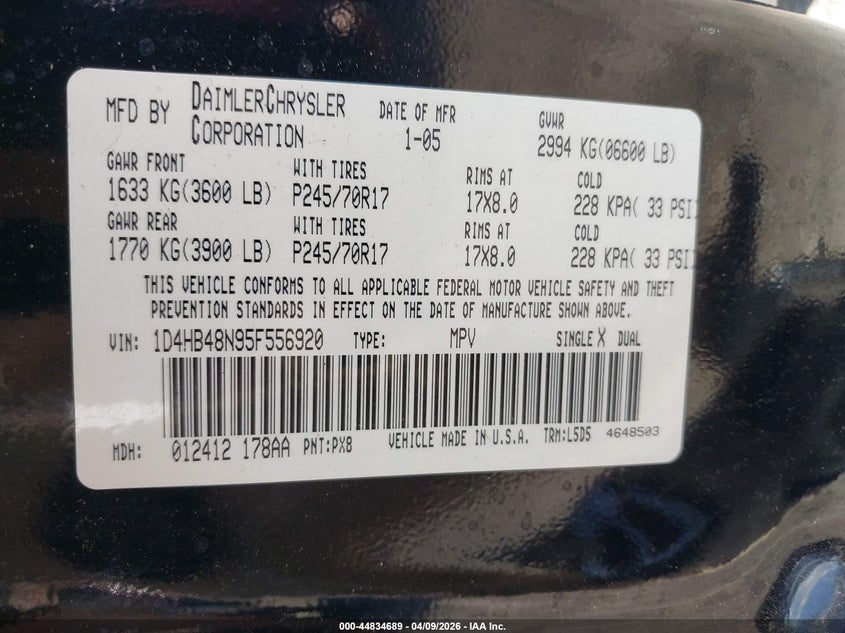 MFD BY DAIMLERCHRYSLER CORPORATION DATE OF MFR 1-05 GVWR 2994 KG(06600 LB)
GAWR FRONT WITH TIRES RIMS AT COLD
1633 KG(3600 LB) P245/70R17 17X8.0 228 KPA( 33 PSI)
GAWR REAR WITH TIRES RIMS AT COLD
1770 KG(3900 LB) P245/70R17 17X8.0 228 KPA( 33 PSI)
THIS VEHICLE CONFORMS TO ALL APPLICABLE FEDERAL MOTOR VEHICLE SAFETY AND THEFT
PREVENTION STANDARDS IN EFFECT ON THE DATE OF MANUFACTURE SHOWN ABOVE.
VIN: 1D4HB48N95F556920 TYPE: MPV SINGLE X DUAL
MDH: 012412 178AA PNT:PX8 VEHICLE MADE IN U.S.A. TRM:L5D5 4648503
000-44834689 | 04/09/2026 - IAA Inc.